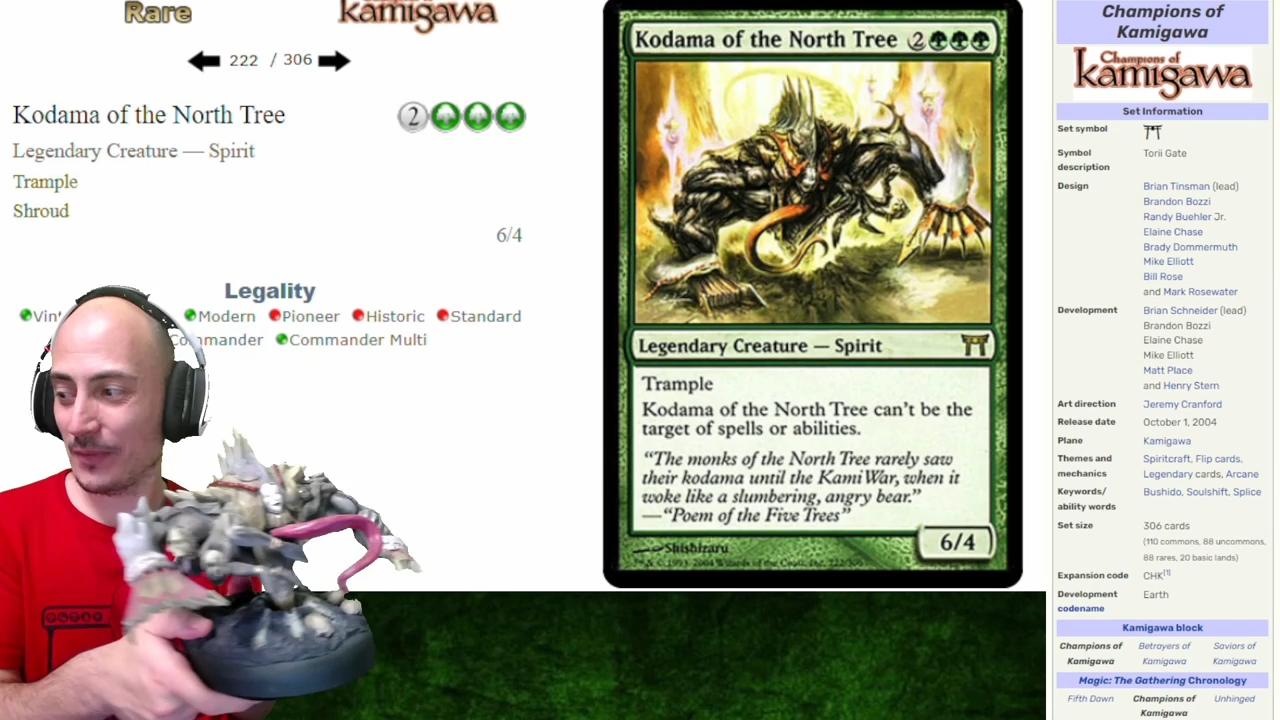 Rare
Champions of
kamigawa
222 / 306
Kodama of the North Tree
2
Legendary Creature — Spirit
Trample
Shroud
6/4
Legality
Modern Pioneer Historic Standard
Commander Multi
Kodama of the North Tree 2
Legendary Creature — Spirit
Trample
Kodama of the North Tree can't be the
target of spells or abilities.
"The monks of the North Tree rarely saw
their kodama until the Kami War, when it
woke like a slumbering, angry bear."
—"Poem of the Five Trees"
6/4
Shishizaru
Champions of
Kamigawa
Champions of
kamigawa
Set Information
Set symbol
Symbol description Torii Gate
Design Brian Tinsman (lead)
Brandon Bozzi
Randy Buehler Jr.
Elaine Chase
Brady Dommermuth
Mike Elliott
Bill Rose
and Mark Rosewater
Development Brian Schneider (lead)
Brandon Bozzi
Elaine Chase
Mike Elliott
Matt Place
and Henry Stern
Art direction Jeremy Cranford
Release date October 1, 2004
Plane Kamigawa
Themes and Spiritcraft, Flip cards,
mechanics Legendary cards, Arcane
Keywords/ Bushido, Soulshift, Splice
ability words
Set size 306 cards
(110 commons, 88 uncommons,
88 rares, 20 basic lands)
Expansion code CHK[1]
Development Earth
codename
Kamigawa block
Champions of Betrayers of Saviors of
Kamigawa Kamigawa Kamigawa
Magic: The Gathering Chronology
Fifth Dawn Champions of Unhinged
Kamigawa